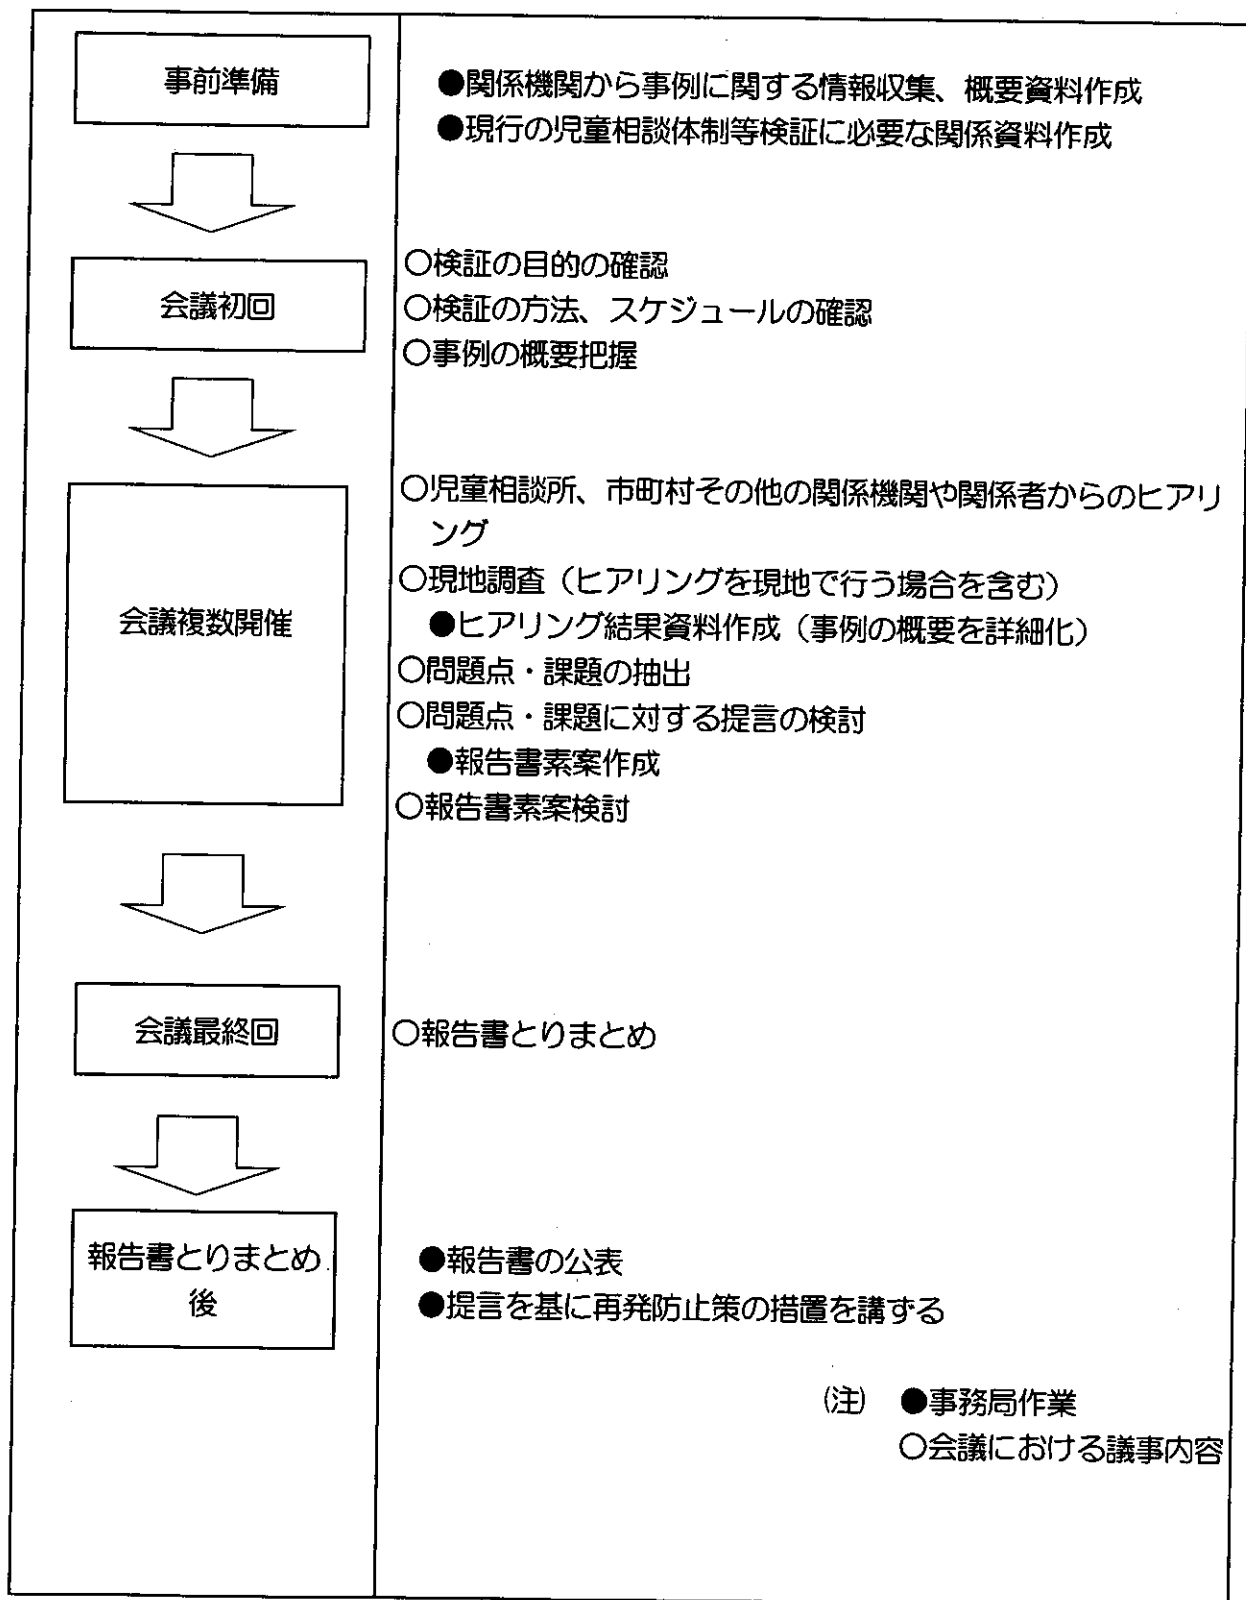 事前準備
●関係機関から事例に関する情報収集、概要資料作成
●現行の児童相談体制等検証に必要な関係資料作成
会議初回
○検証の目的の確認
○検証の方法、スケジュールの確認
○事例の概要把握
会議複数開催
○児童相談所、市町村その他の関係機関や関係者からのヒアリ
ング
○現地調査（ヒアリングを現地で行う場合を含む）
●ヒアリング結果資料作成（事例の概要を詳細化）
○問題点・課題の抽出
○問題点・課題に対する提言の検討
●報告書素案作成
○報告書素案検討
会議最終回
○報告書とりまとめ
報告書とりまとめ
後
●報告書の公表
●提言を基に再発防止策の措置を講ずる
(注) ●事務局作業
○会議における議事内容